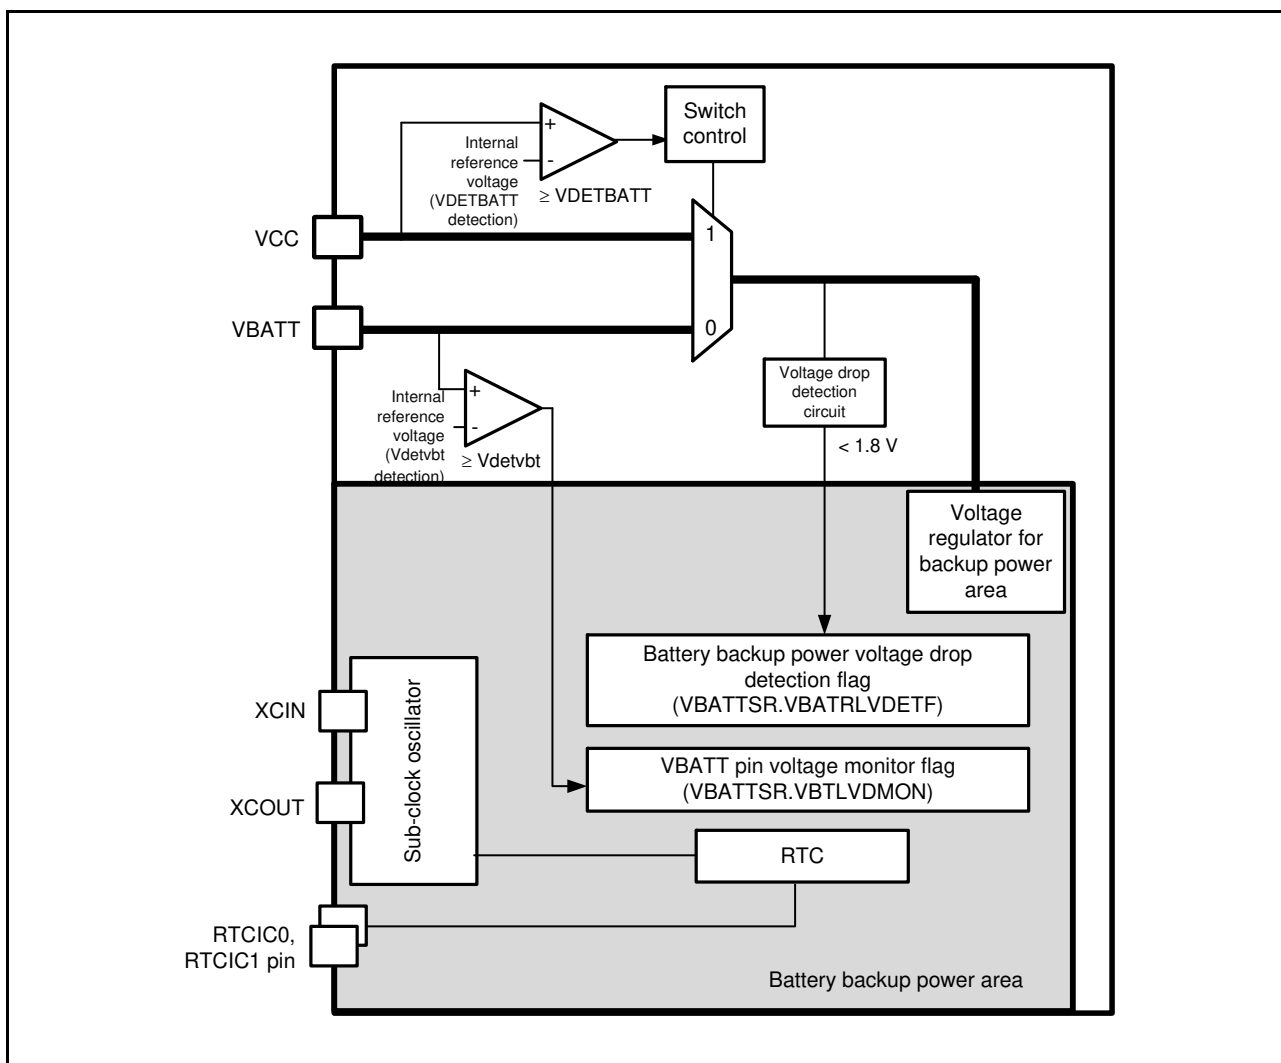 Switch
control
+
Internal
reference
voltage
(VDETBATT
detection)
-
≥ VDETBATT
VCC
1
VBATT
0
Voltage drop
detection
circuit
+
Internal
reference
voltage
(Vdetvbt
detection)
-
≥ Vdetvbt
< 1.8 V
Voltage
regulator for
backup power
area
Battery backup power voltage drop
detection flag
(VBATTSR.VBATRLVDETF)
XCIN
Sub-clock oscillator
VBATT pin voltage monitor flag
(VBATTSR.VBTLVDMON)
XCOUT
RTC
RTCIC0,
RTCIC1 pin
Battery backup power area